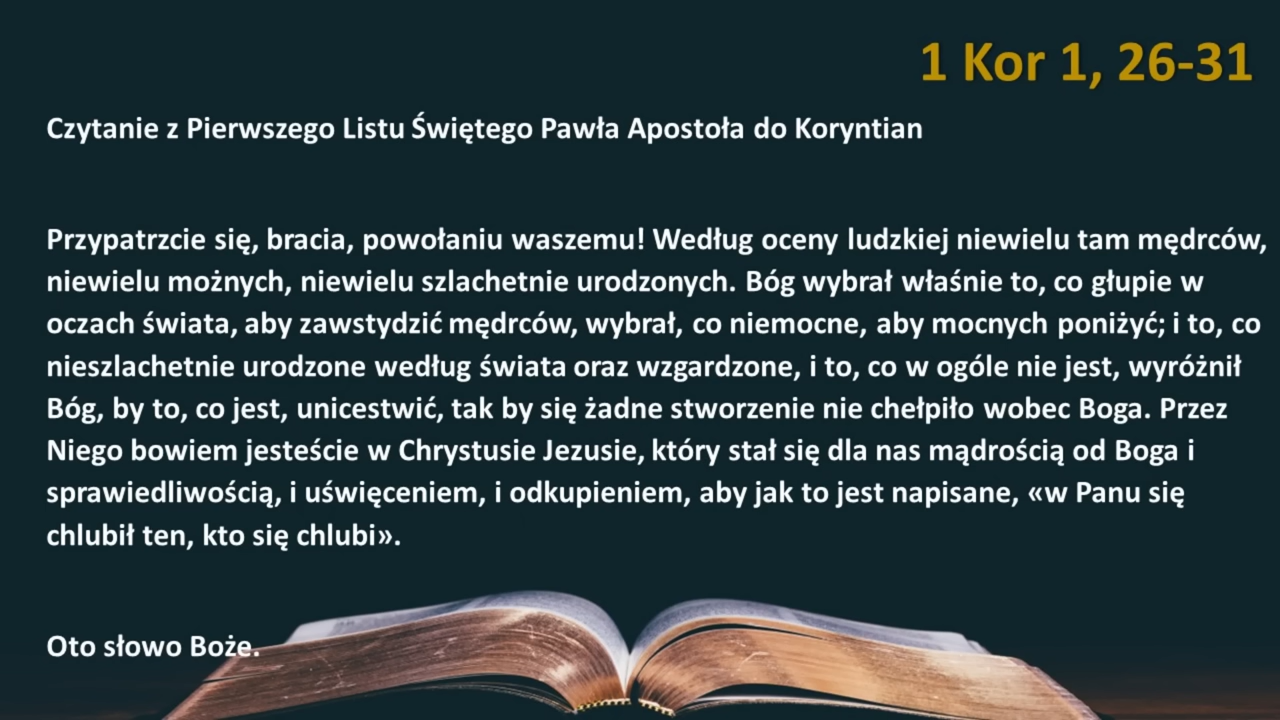 1 Kor 1, 26-31
Czytanie z Pierwszego Listu Świętego Pawła Apostoła do Koryntian
Przypatrzcie się, bracia, powołaniu waszemu! Według oceny ludzkiej niewielu tam mędrców,
niewielu możnych, niewielu szlachetnie urodzonych. Bóg wybrał właśnie to, co głupie w
oczach świata, aby zawstydzić mędrców, wybrał, co niemocne, aby mocnych poniżyć; i to, co
nieszlachetnie urodzone według świata oraz wzgardzone, i to, co w ogóle nie jest, wyróżnił
Bóg, by to, co jest, unicestwić, tak by się żadne stworzenie nie chełpiło wobec Boga. Przez
Niego bowiem jesteście w Chrystusie Jezusie, który stał się dla nas mądrością od Boga i
sprawiedliwością, i uświęceniem, i odkupieniem, aby jak to jest napisane, «w Panu się
chlubił ten, kto się chlubi».
Oto słowo Boże.